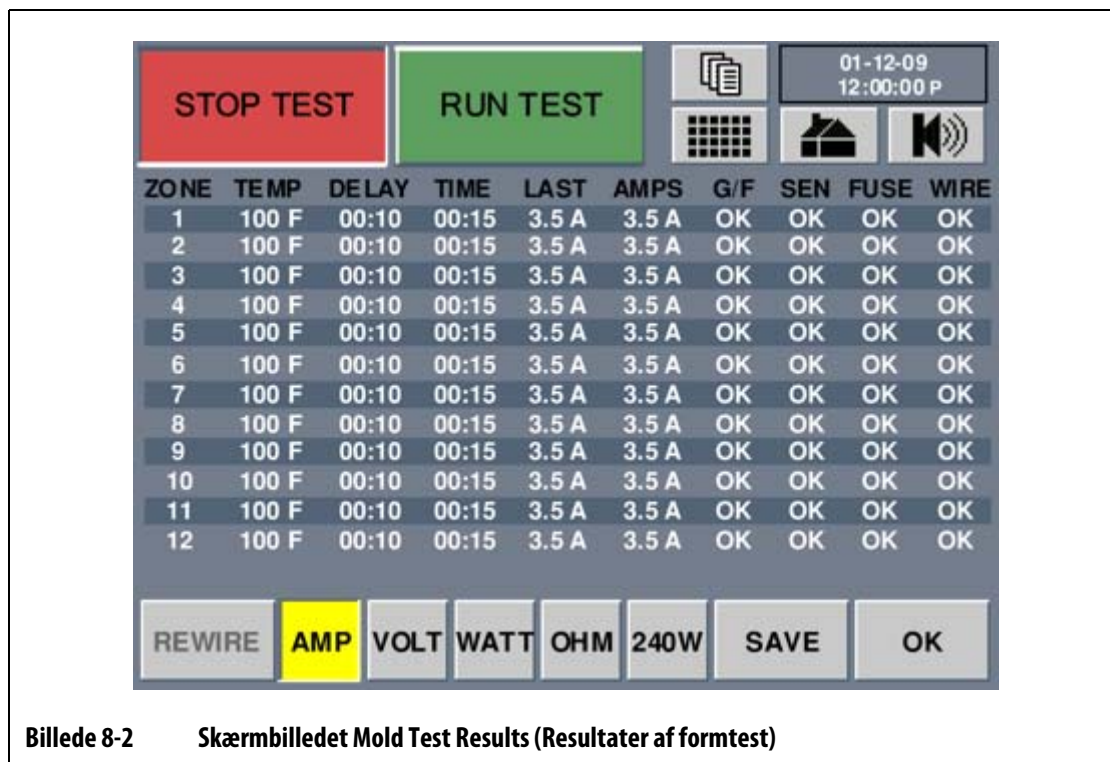 STOP TEST RUN TEST 01-12-09
12:00:00 P
ZONE TEMP DELAY TIME LAST AMPS G/F SEN FUSE WIRE
1 100 F 00:10 00:15 3.5 A 3.5 A OK OK OK OK
2 100 F 00:10 00:15 3.5 A 3.5 A OK OK OK OK
3 100 F 00:10 00:15 3.5 A 3.5 A OK OK OK OK
4 100 F 00:10 00:15 3.5 A 3.5 A OK OK OK OK
5 100 F 00:10 00:15 3.5 A 3.5 A OK OK OK OK
6 100 F 00:10 00:15 3.5 A 3.5 A OK OK OK OK
7 100 F 00:10 00:15 3.5 A 3.5 A OK OK OK OK
8 100 F 00:10 00:15 3.5 A 3.5 A OK OK OK OK
9 100 F 00:10 00:15 3.5 A 3.5 A OK OK OK OK
10 100 F 00:10 00:15 3.5 A 3.5 A OK OK OK OK
11 100 F 00:10 00:15 3.5 A 3.5 A OK OK OK OK
12 100 F 00:10 00:15 3.5 A 3.5 A OK OK OK OK
REWIRE AMP VOLT WATT OHM 240W SAVE OK
Billede 8-2 Skærmbilledet Mold Test Results (Resultater af formtest)